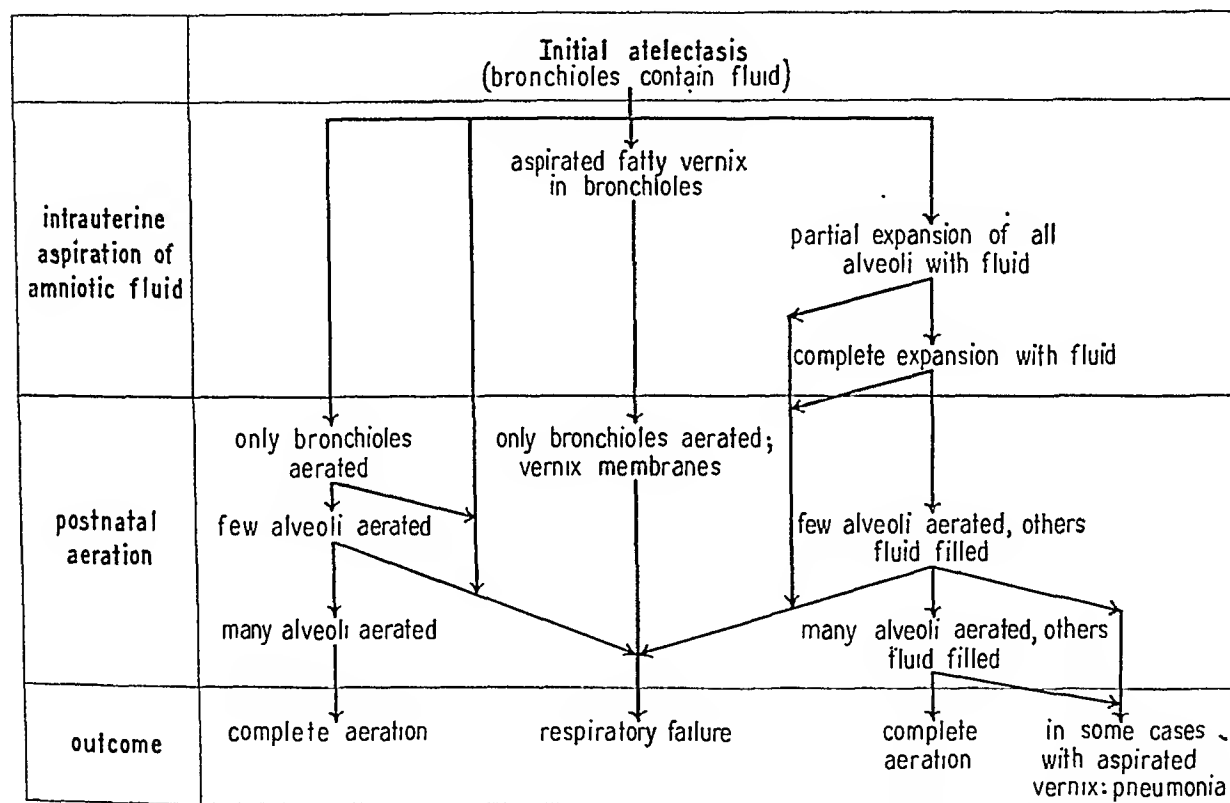 Initial atelectasis
(bronchioles contain fluid)
intrauterine
aspiration of
amniotic fluid
aspirated fatty vernix
in bronchioles
partial expansion of all
alveoli with fluid
complete expansion with fluid
postnatal
aeration
only bronchioles
aerated
only bronchioles aerated;
vernix membranes
few alveoli aerated
few alveoli aerated, others
fluid filled
many alveoli aerated
many alveoli aerated, others
fluid filled
outcome
complete aeration
respiratory failure
complete
aeration
in some cases
with aspirated
vernix: pneumonia